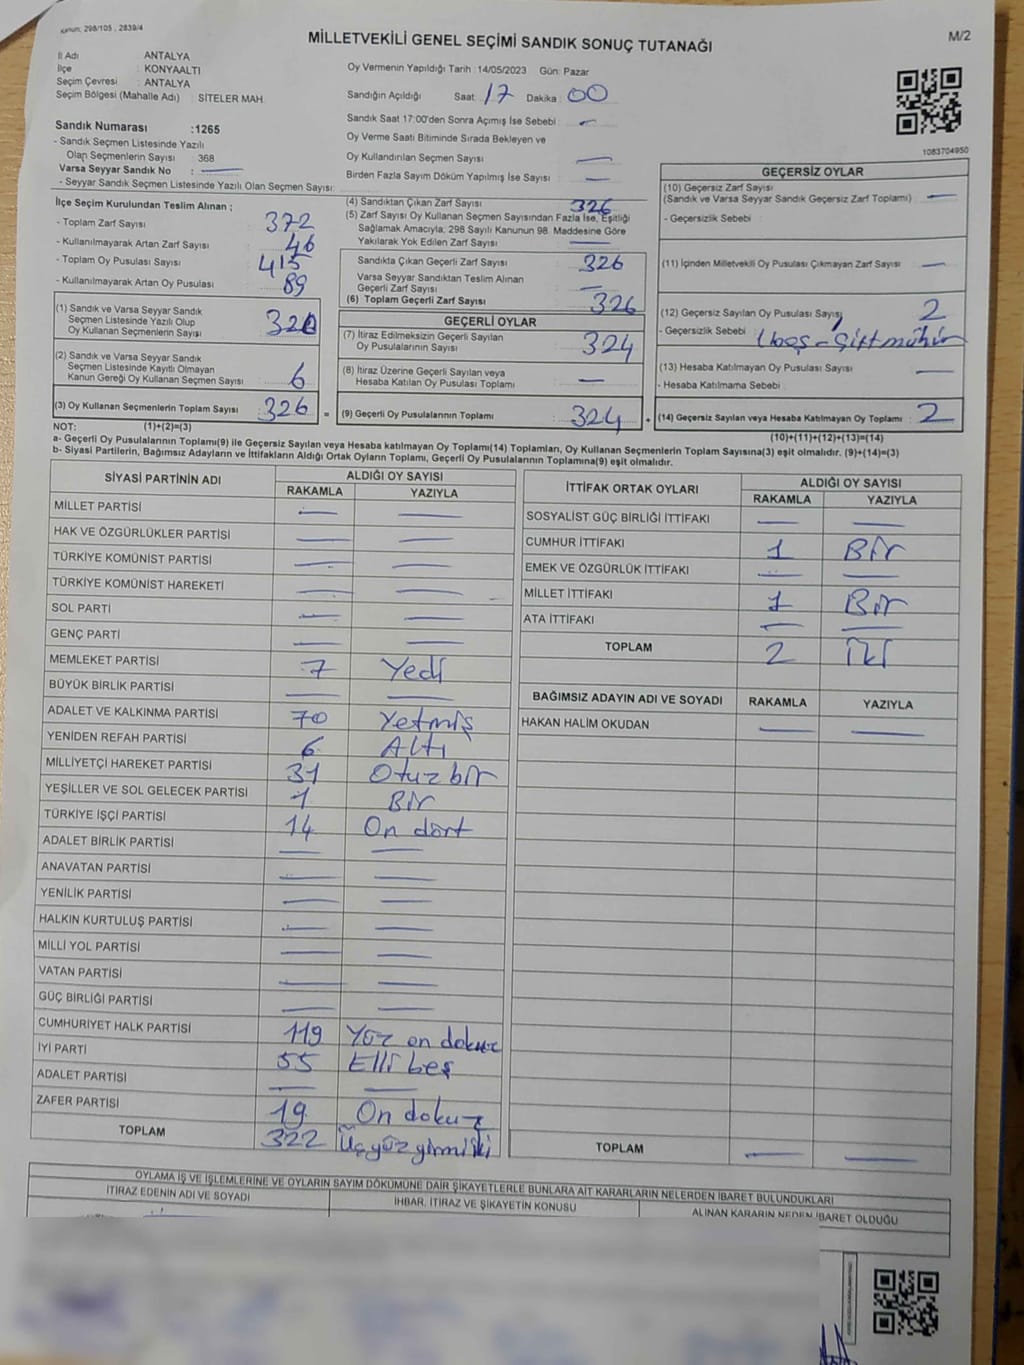 Kanun: 298/105 , 2839/4
M/2
MİLLETVEKİLİ GENEL SEÇİMİ SANDIK SONUÇ TUTANAĞI
İl Adı : ANTALYA
İlçe : KONYAALTI
Seçim Çevresi : ANTALYA
Seçim Bölgesi (Mahalle Adı) : SİTELER MAH.
Oy Vermenin Yapıldığı Tarih : 14/05/2023 Gün: Pazar
Sandığın Açıldığı Saat : 17 Dakika : 00
Sandık Saat 17:00'den Sonra Açımış İse Sebebi : —
Oy Verme Saati Bitiminde Sırada Bekleyen ve
Oy Kullandırılan Seçmen Sayısı : —
Birden Fazla Sayım Döküm Yapılmış İse Sayısı : —
1083704950
Sandık Numarası :1265
- Sandık Seçmen Listesinde Yazılı
Olan Seçmenlerin Sayısı : 368
Varsa Seyyar Sandık No : —
- Seyyar Sandık Seçmen Listesinde Yazılı Olan Seçmen Sayısı:
İlçe Seçim Kurulundan Teslim Alınan ;
- Toplam Zarf Sayısı : 372
- Kullanılmayarak Artan Zarf Sayısı : 46
- Toplam Oy Pusulası Sayısı : 415
- Kullanılmayarak Artan Oy Pusulası : 89
(1) Sandık ve Varsa Seyyar Sandık
Seçmen Listesinde Yazılı Olup
Oy Kullanan Seçmenlerin Sayısı : 320
(2) Sandık ve Varsa Seyyar Sandık
Seçmen Listesinde Kayıtlı Olmayan
Kanun Gereği Oy Kullanan Seçmen Sayısı : 6
(3) Oy Kullanan Seçmenlerin Toplam Sayısı : 326
(4) Sandıktan Çıkan Zarf Sayısı : 326
(5) Zarf Sayısı Oy Kullanan Seçmen Sayısından Fazla İse, Eşitliği
Sağlamak Amacıyla; 298 Sayılı Kanunun 98. Maddesine Göre
Yakılarak Yok Edilen Zarf Sayısı : —
Sandıkta Çıkan Geçerli Zarf Sayısı : 326
Varsa Seyyar Sandıktan Teslim Alınan
Geçerli Zarf Sayısı : —
(6) Toplam Geçerli Zarf Sayısı : 326
GEÇERLİ OYLAR
(7) İtiraz Edilmeksizin Geçerli Sayılan
Oy Pusulalarının Sayısı : 324
(8) İtiraz Üzerine Geçerli Sayılan veya
Hesaba Katılan Oy Pusulası Toplamı : —
= (9) Geçerli Oy Pusulalarının Toplamı : 324 +
GEÇERSİZ OYLAR
(10) Geçersiz Zarf Sayısı
(Sandık ve Varsa Seyyar Sandık Geçersiz Zarf Toplamı) : —
- Geçersizlik Sebebi :
(11) İçinden Milletvekili Oy Pusulası Çıkmayan Zarf Sayısı : —
(12) Geçersiz Sayılan Oy Pusulası Sayısı : 2
- Geçersizlik Sebebi : 1 boş - Çift mühür
(13) Hesaba Katılmayan Oy Pusulası Sayısı : —
- Hesaba Katılmama Sebebi :
(14) Geçersiz Sayılan veya Hesaba Katılmayan Oy Toplamı : 2
NOT: (1)+(2)=(3) (10)+(11)+(12)+(13)=(14)
a- Geçerli Oy Pusulalarının Toplamı(9) ile Geçersiz Sayılan veya Hesaba katılmayan Oy Toplamı(14) Toplamları, Oy Kullanan Seçmenlerin Toplam Sayısına(3) eşit olmalıdır. (9)+(14)=(3)
b- Siyasi Partilerin, Bağımsız Adayların ve İttifakların Aldığı Ortak Oyların Toplamı, Geçerli Oy Pusulalarının Toplamına(9) eşit olmalıdır.
SİYASİ PARTİNİN ADI ALDIĞI OY SAYISI
RAKAMLA YAZIYLA
MİLLET PARTİSİ — —
HAK VE ÖZGÜRLÜKLER PARTİSİ — —
TÜRKİYE KOMÜNİST PARTİSİ — —
TÜRKİYE KOMÜNİST HAREKETİ — —
SOL PARTİ — —
GENÇ PARTİ — —
MEMLEKET PARTİSİ 7 Yedi
BÜYÜK BİRLİK PARTİSİ — —
ADALET VE KALKINMA PARTİSİ 70 Yetmiş
YENİDEN REFAH PARTİSİ 6 Altı
MİLLİYETÇİ HAREKET PARTİSİ 31 Otuz bir
YEŞİLLER VE SOL GELECEK PARTİSİ 1 Bir
TÜRKİYE İŞÇİ PARTİSİ 14 On dört
ADALET BİRLİK PARTİSİ — —
ANAVATAN PARTİSİ — —
YENİLİK PARTİSİ — —
HALKIN KURTULUŞ PARTİSİ — —
MİLLİ YOL PARTİSİ — —
VATAN PARTİSİ — —
GÜÇ BİRLİĞİ PARTİSİ — —
CUMHURİYET HALK PARTİSİ 119 Yüz on dokuz
İYİ PARTİ 55 Elli beş
ADALET PARTİSİ — —
ZAFER PARTİSİ 19 On dokuz
TOPLAM 322 Üçyüz yirmi iki
İTTİFAK ORTAK OYLARI ALDIĞI OY SAYISI
RAKAMLA YAZIYLA
SOSYALİST GÜÇ BİRLİĞİ İTTİFAKI — —
CUMHUR İTTİFAKI 1 Bir
EMEK VE ÖZGÜRLÜK İTTİFAKI — —
MİLLET İTTİFAKI 1 Bir
ATA İTTİFAKI — —
TOPLAM 2 İki
BAĞIMSIZ ADAYIN ADI VE SOYADI RAKAMLA YAZIYLA
HAKAN HALİM OKUDAN — —
TOPLAM — —
OYLAMA İŞ VE İŞLEMLERİNE VE OYLARIN SAYIM DÖKÜMÜNE DAİR ŞİKAYETLERLE BUNLARA AİT KARARLARIN NELERDEN İBARET BULUNDUKLARI
İTİRAZ EDENİN ADI VE SOYADI İHBAR, İTİRAZ VE ŞİKAYETİN KONUSU ALINAN KARARIN NEDEN İBARET OLDUĞU